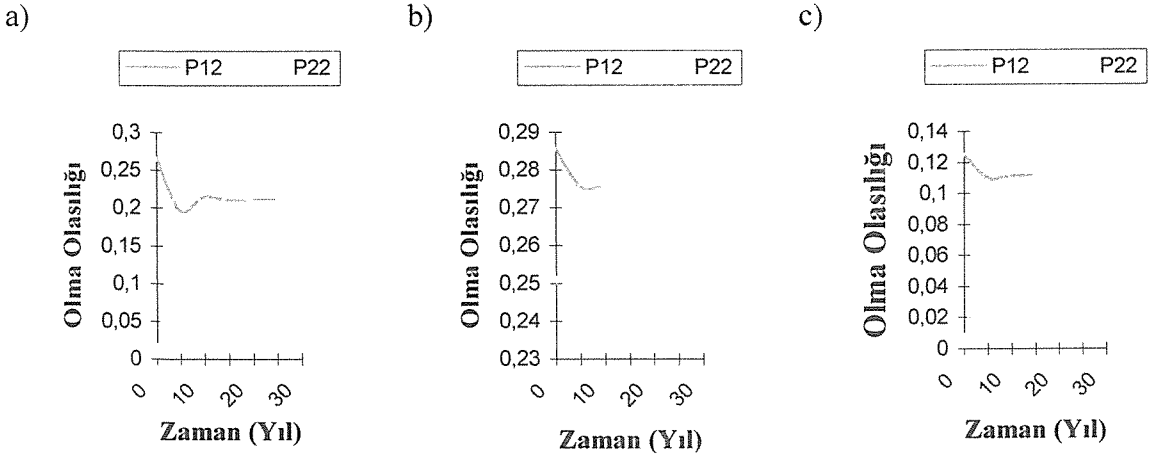 a)
P12 P22
0,3
0,25
0,2
0,15
0,1
0,05
0
0 10 20 30
Olma Olasılığı
Zaman (Yıl)
b)
P12 P22
0,29
0,28
0,27
0,26
0,25
0,24
0,23
0 10 20 30
Olma Olasılığı
Zaman (Yıl)
c)
P12 P22
0,14
0,12
0,1
0,08
0,06
0,04
0,02
0
0 10 20 30
Olma Olasılığı
Zaman (Yıl)